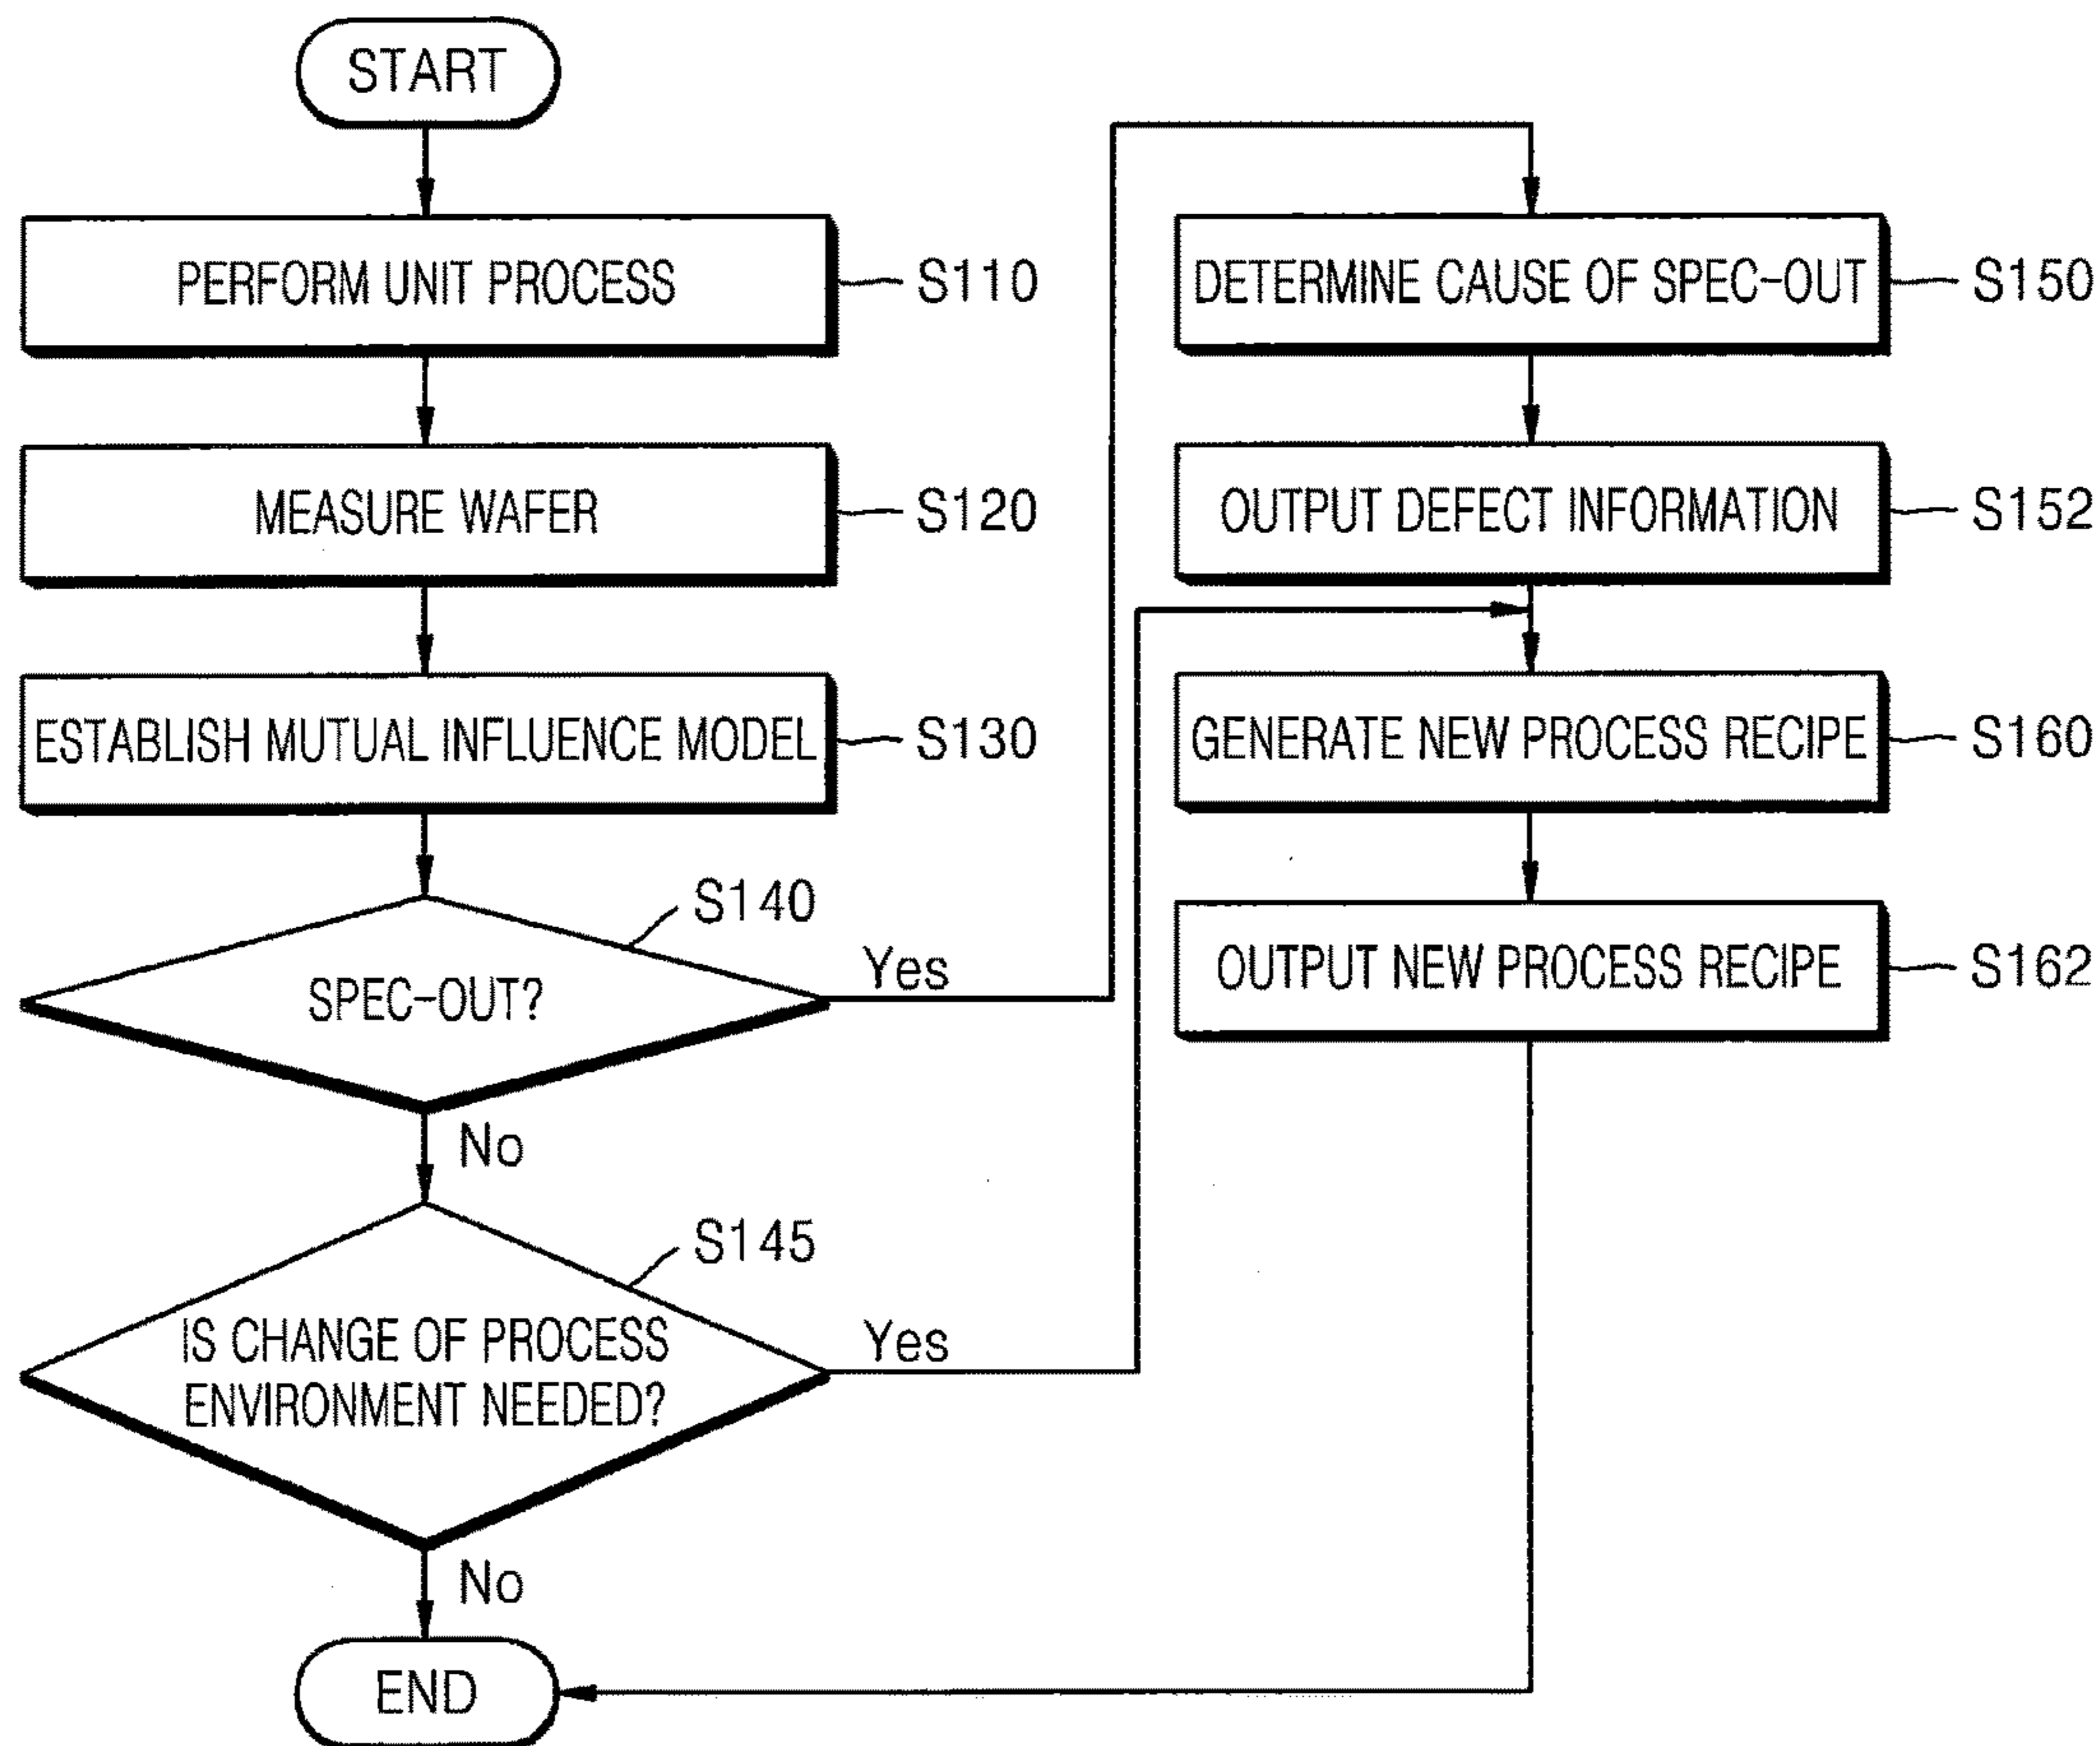 START
PERFORM UNIT PROCESS
S110
MEASURE WAFER
S120
ESTABLISH MUTUAL INFLUENCE MODEL
S130
S140
SPEC-OUT?
Yes
No
S145
IS CHANGE OF PROCESS
ENVIRONMENT NEEDED?
Yes
No
END
DETERMINE CAUSE OF SPEC-OUT
S150
OUTPUT DEFECT INFORMATION
S152
GENERATE NEW PROCESS RECIPE
S160
OUTPUT NEW PROCESS RECIPE
S162